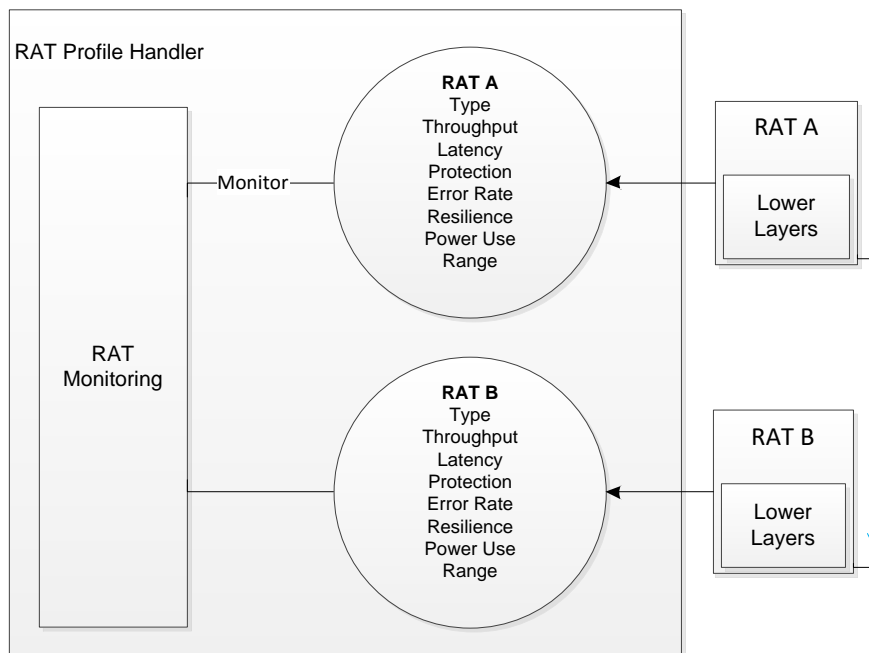 RAT Profile Handler
RAT
Monitoring
Monitor
RAT A
Type
Throughput
Latency
Protection
Error Rate
Resilience
Power Use
Range
RAT A
Lower
Layers
RAT B
Type
Throughput
Latency
Protection
Error Rate
Resilience
Power Use
Range
RAT B
Lower
Layers